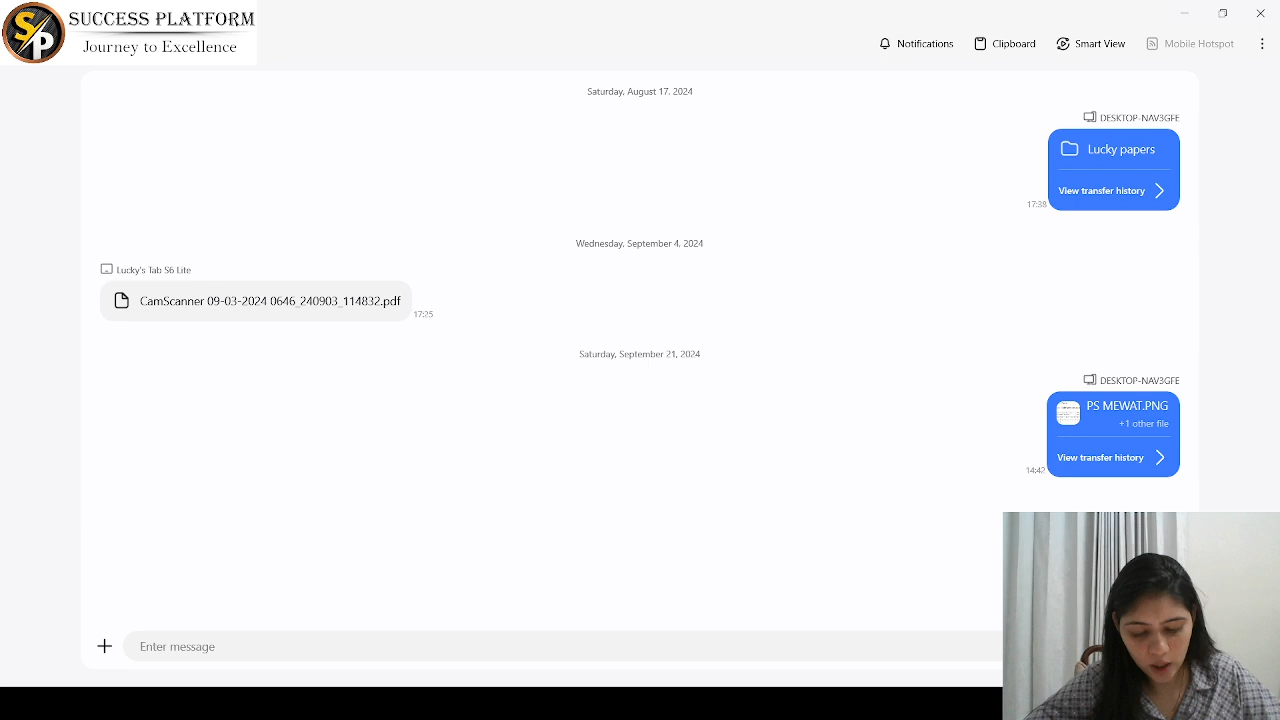 SUCCESS PLATFORM
Journey to Excellence
Notifications
Clipboard
Smart View
Mobile Hotspot
Saturday, August 17, 2024
DESKTOP-NAV3GFE
Lucky papers
View transfer history
17:38
Wednesday, September 4, 2024
Lucky's Tab S6 Lite
CamScanner 09-03-2024 0646_240903_114832.pdf
17:25
Saturday, September 21, 2024
DESKTOP-NAV3GFE
PS MEWAT.PNG
+1 other file
View transfer history
14:42
Enter message